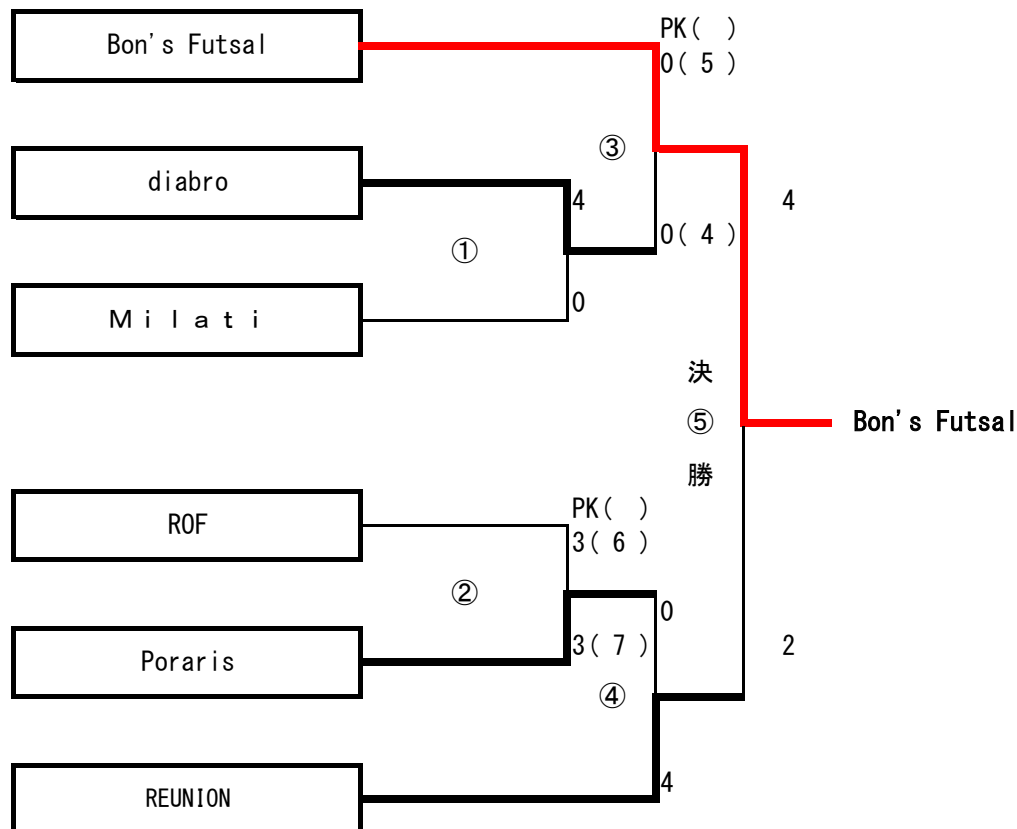 Bon's Futsal
PK( )
0( 5 )
③
diabro
4
4
0( 4 )
①
Ｍｉｌａｔｉ
0
決
⑤
勝
Bon's Futsal
ROF
PK( )
3( 6 )
②
0
Poraris
3( 7 )
2
④
REUNION
4